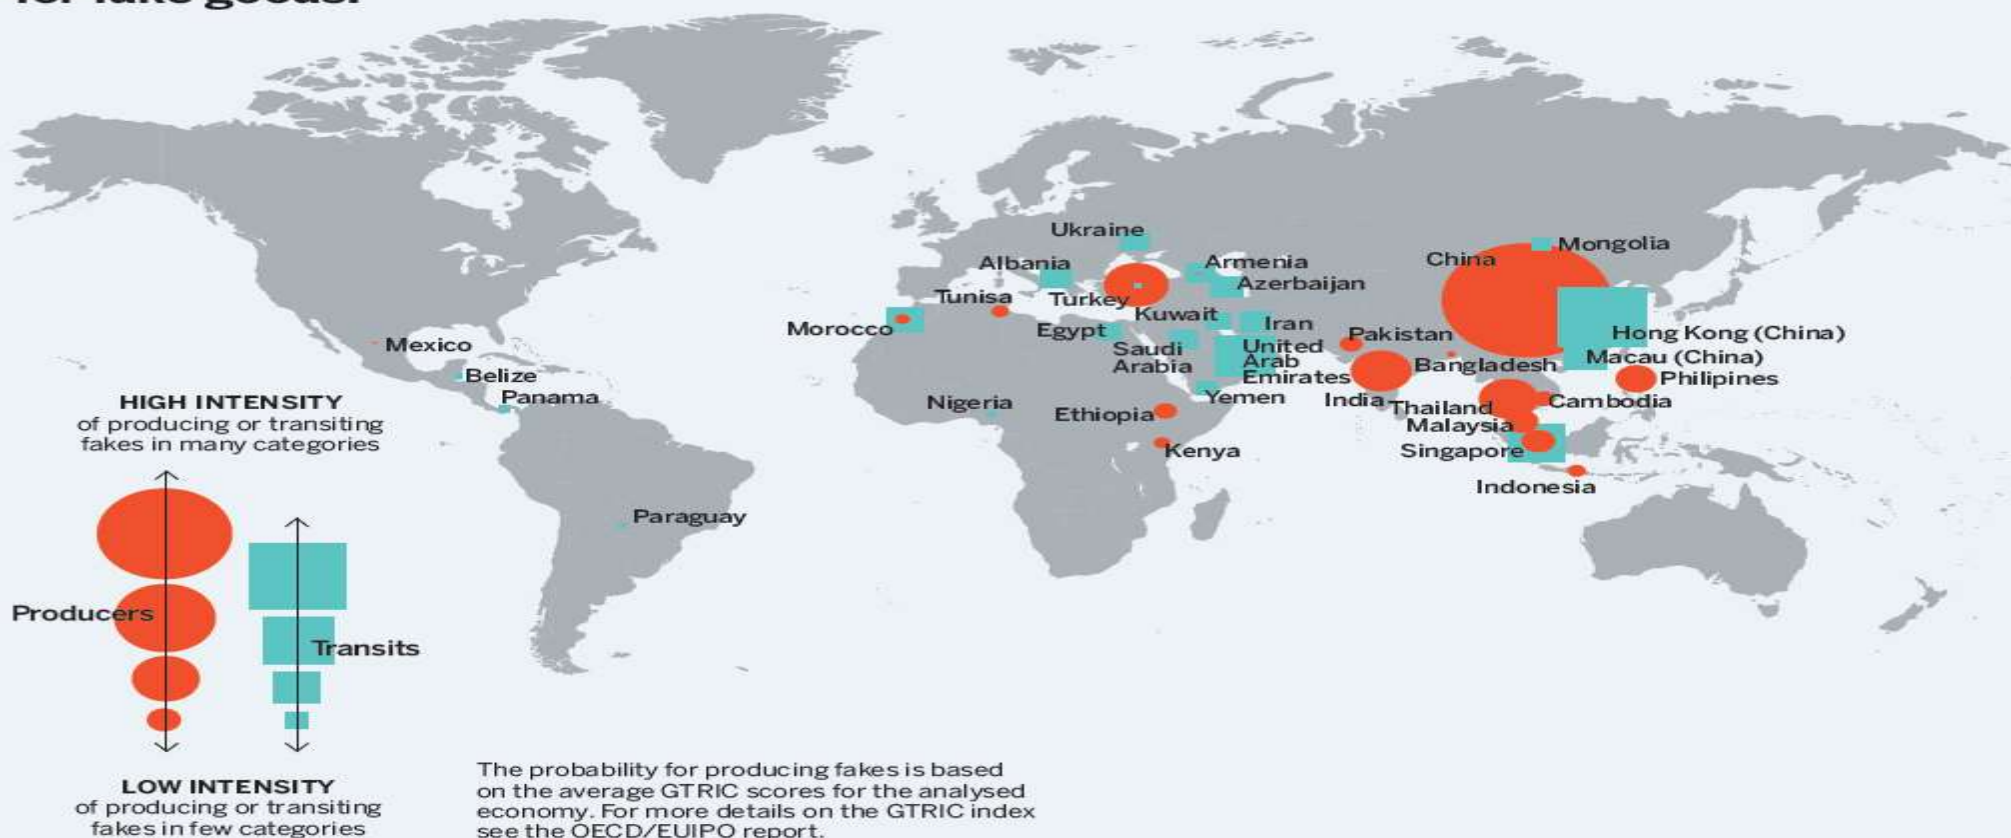 for fake goods.
Ukraine
Mongolia
China
Albania
Armenia
Azerbaijan
Tunisa
Turkey
Kuwait
Morocco
Egypt
Iran
Pakistan
Hong Kong (China)
Mexico
Saudi
Arabia
United
Arab
Emirates
Bangladesh
Macau (China)
Belize
Philipines
Panama
Yemen
India
Nigeria
Ethiopia
Thailand
Cambodia
Malaysia
Kenya
Singapore
Indonesia
Paraguay
HIGH INTENSITY
of producing or transiting
fakes in many categories
Producers
Transits
LOW INTENSITY
of producing or transiting
fakes in few categories
The probability for producing fakes is based
on the average GTRIC scores for the analysed
economy. For more details on the GTRIC index
see the OECD/EUIPO report.